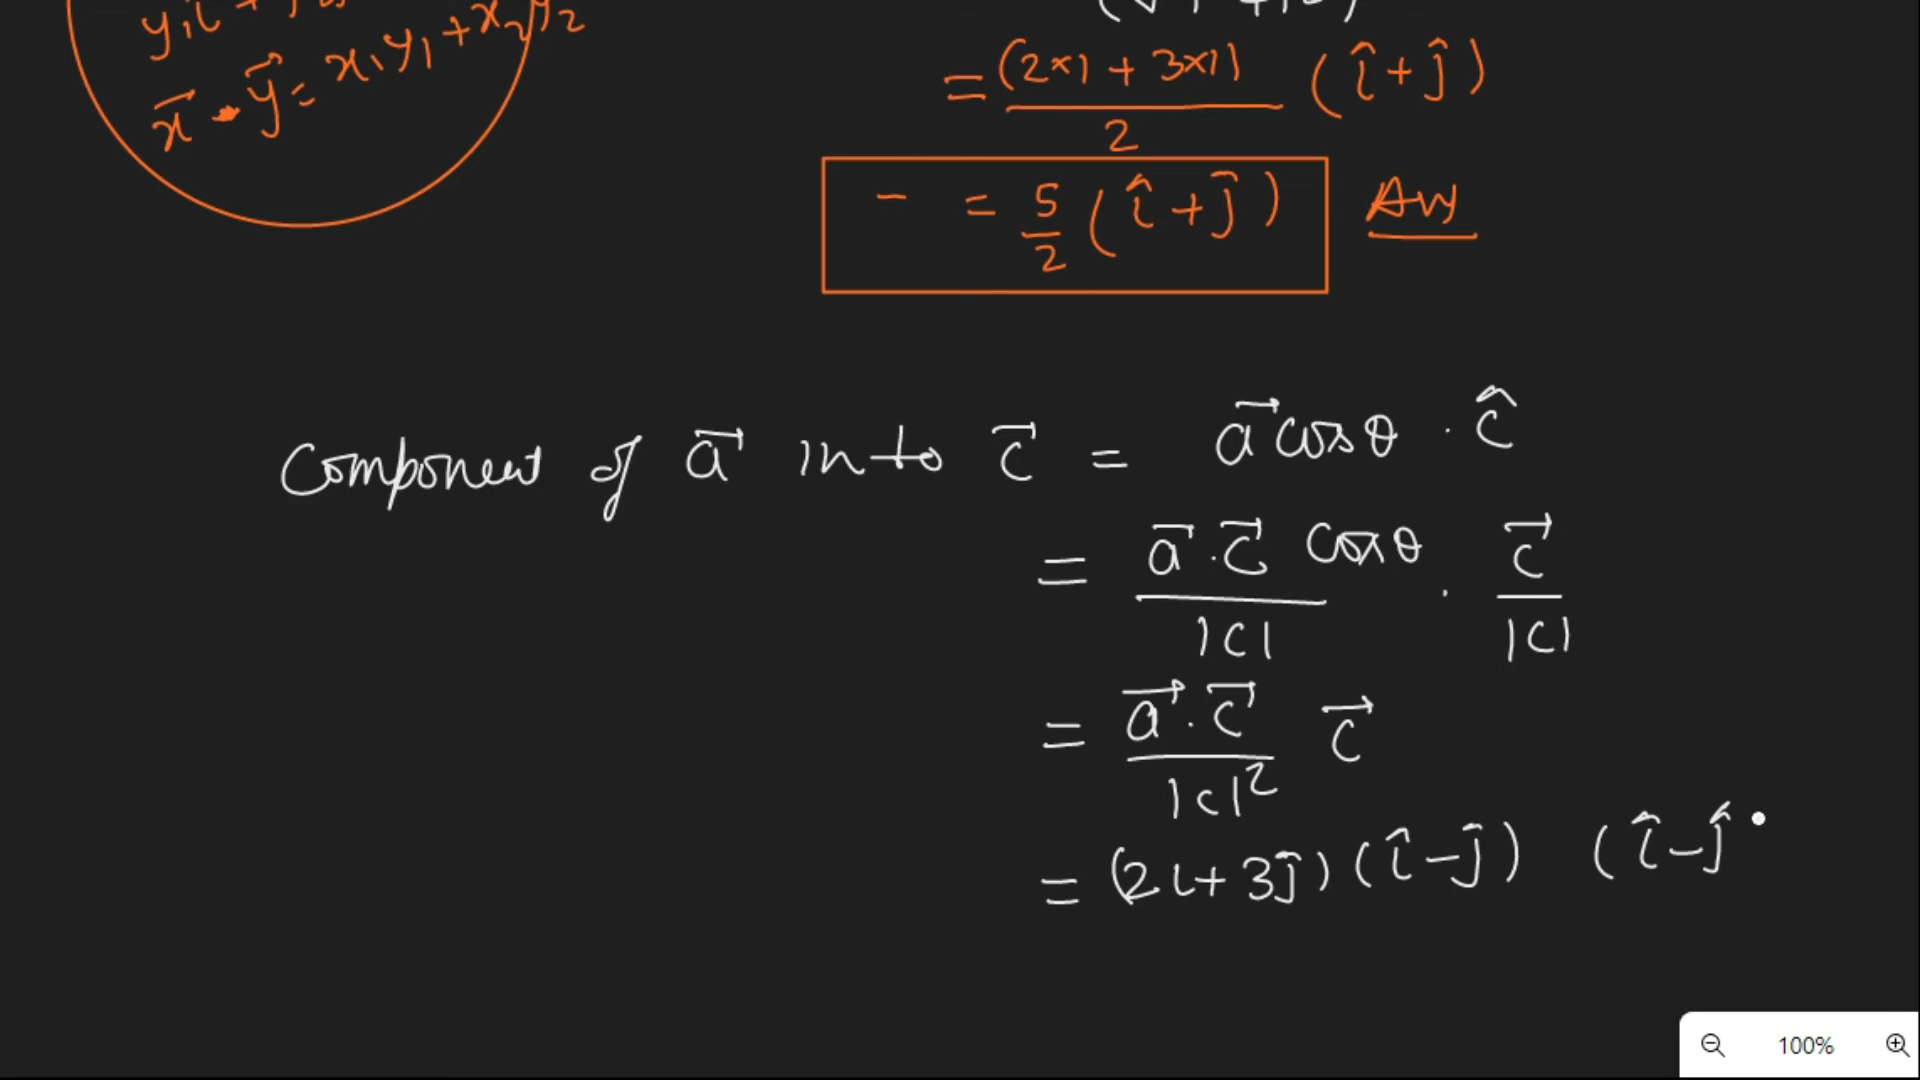 y₁î +
x⃗ · y⃗ = x₁y₁ + x₂y₂
= (2×1 + 3×1) / 2 (î + ĵ)
- = 5/2 (î + ĵ) Ans
Component of a⃗ into c⃗ = a⃗ cosθ · ĉ
= a⃗ · c⃗ cosθ / |c| · c⃗ / |c|
= a⃗ · c⃗ / |c|² c⃗
= (2i + 3ĵ) (î - ĵ) (î - ĵ
100%